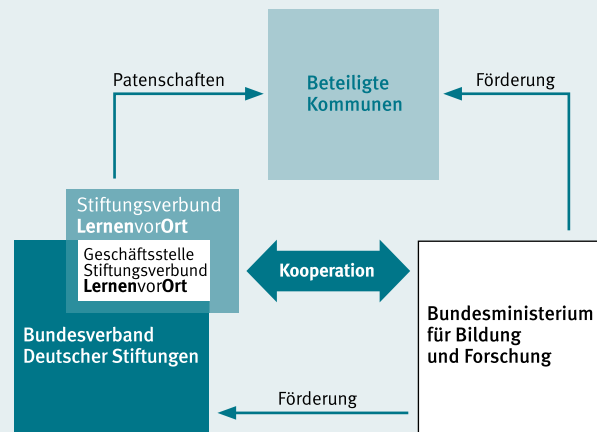 Patenschaften
Beteiligte
Kommunen
Förderung
Stiftungsverbund
LernenvorOrt
Geschäftsstelle
Stiftungsverbund
LernenvorOrt
Kooperation
Bundesverband
Deutscher Stiftungen
Bundesministerium
für Bildung
und Forschung
Förderung